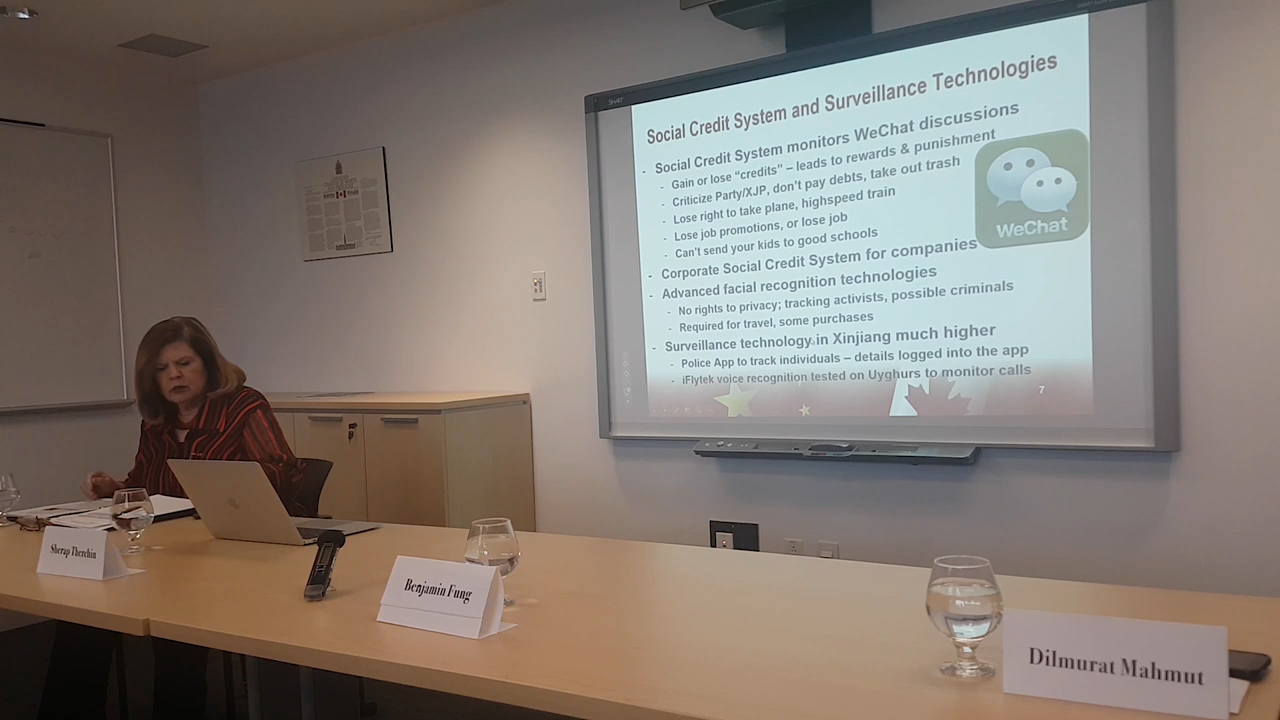 SMART
Social Credit System and Surveillance Technologies
- Social Credit System monitors WeChat discussions
- Gain or lose “credits” – leads to rewards & punishment
- Criticize Party/XJP, don’t pay debts, take out trash
- Lose right to take plane, highspeed train
- Lose job promotions, or lose job
- Can’t send your kids to good schools
WeChat
- Corporate Social Credit System for companies
- Advanced facial recognition technologies
- No rights to privacy; tracking activists, possible criminals
- Required for travel, some purchases
- Surveillance technology in Xinjiang much higher
- Police App to track individuals – details logged into the app
- iFlytek voice recognition tested on Uyghurs to monitor calls
7
Sherap Therchin
Benjamin Fung
Dilmurat Mahmut